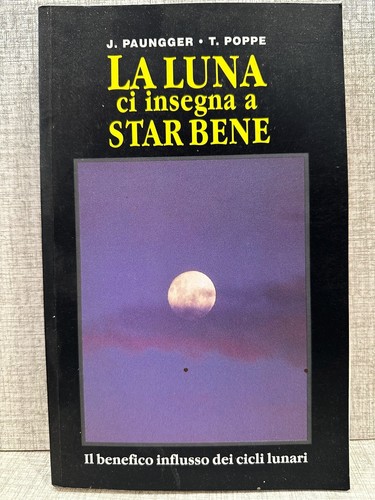 J. PAUNGGER • T. POPPE
LA LUNA
ci insegna a
STAR BENE
Il benefico influsso dei cicli lunari